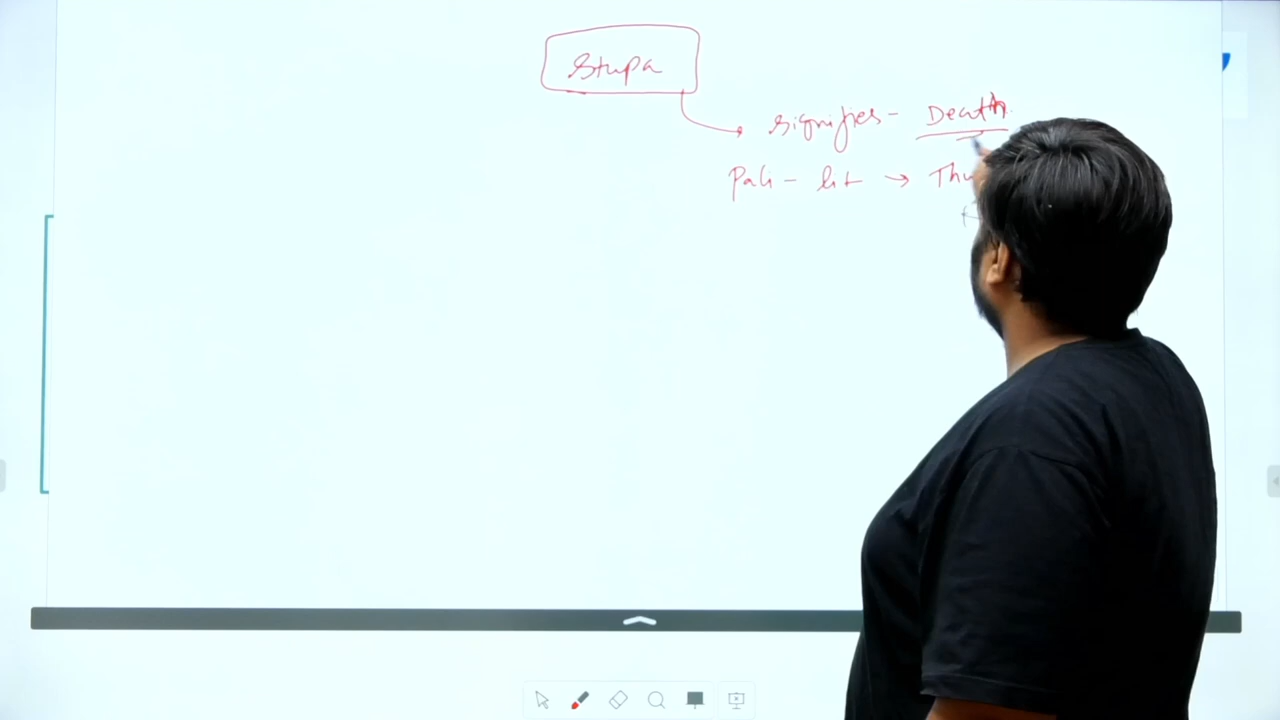 Stupa
signifies - Death.
Pali - lit → Thu